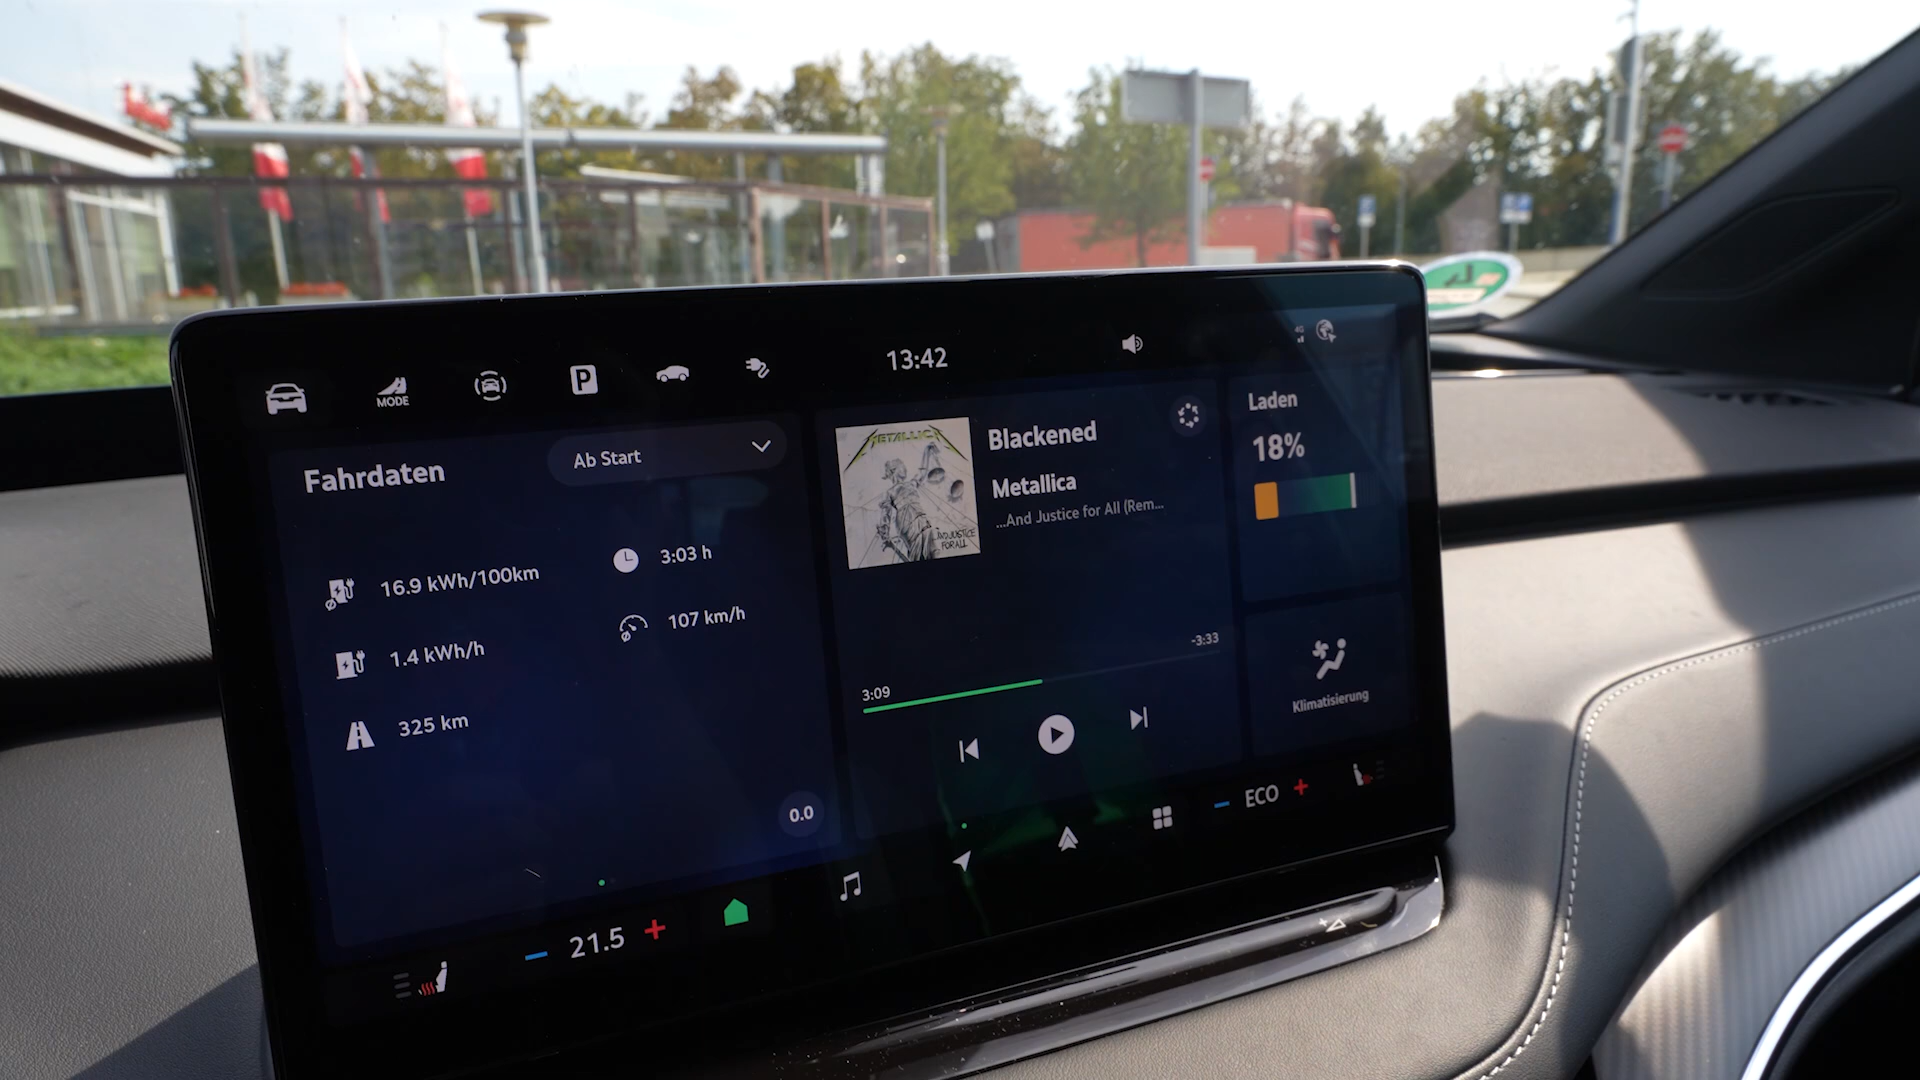 MODE
P
13:42
4G
Fahrdaten
Ab Start
16.9 kWh/100km
3:03 h
1.4 kWh/h
107 km/h
325 km
0.0
METALLICA
...AND JUSTICE
FOR ALL
Blackened
Metallica
...And Justice for All (Rem...
3:09
-3:33
Laden
18%
Klimatisierung
21.5
ECO